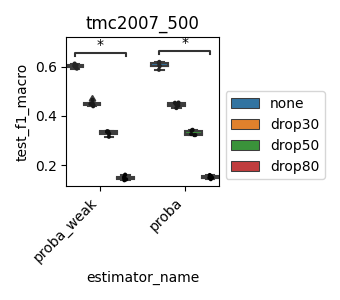 tmc2007_500
*
*
0.6
0.4
0.2
test_f1_macro
none
drop30
drop50
drop80
proba_weak
proba
estimator_name